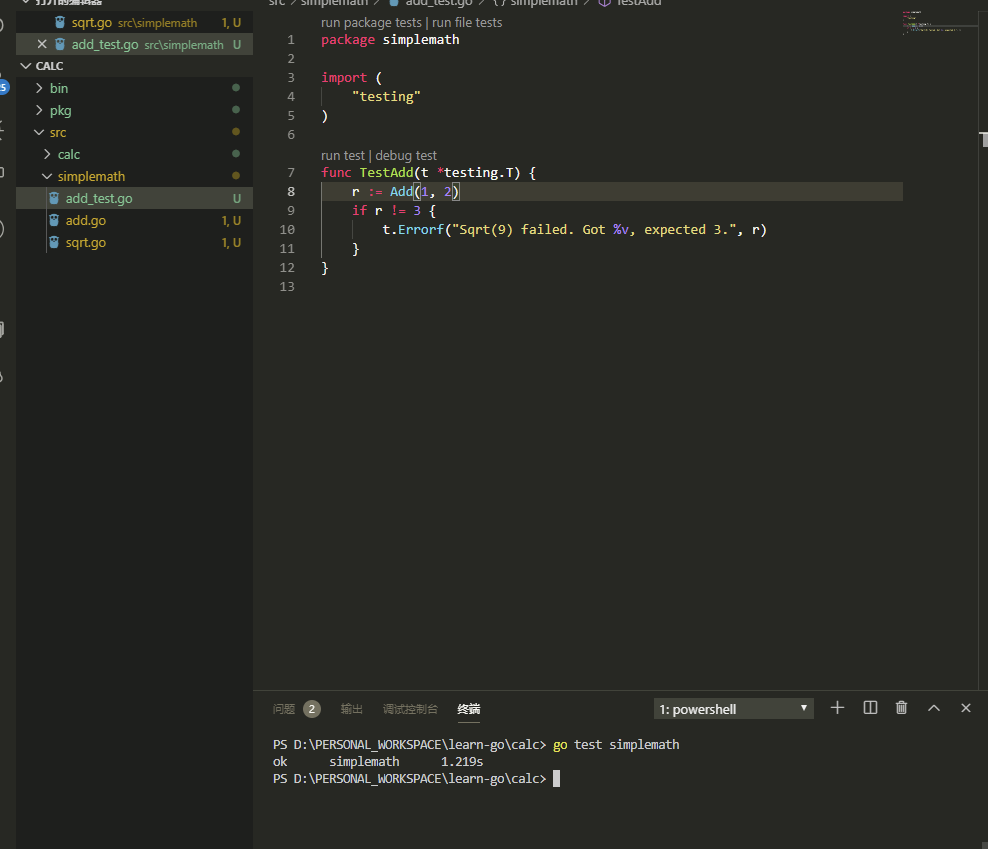 打开的编辑器
sqrt.go src\simplemath 1, U
add_test.go src\simplemath U
CALC
bin
pkg
src
calc
simplemath
add_test.go U
add.go 1, U
sqrt.go 1, U
src > simplemath > add_test.go > {} simplemath > TestAdd
run package tests | run file tests
1 package simplemath
2
3 import (
4 "testing"
5 )
6
run test | debug test
7 func TestAdd(t *testing.T) {
8 r := Add(1, 2)
9 if r != 3 {
10 t.Errorf("Sqrt(9) failed. Got %v, expected 3.", r)
11 }
12 }
13
问题 2 输出 调试控制台 终端 1: powershell
PS D:\PERSONAL_WORKSPACE\learn-go\calc> go test simplemath
ok simplemath 1.219s
PS D:\PERSONAL_WORKSPACE\learn-go\calc>